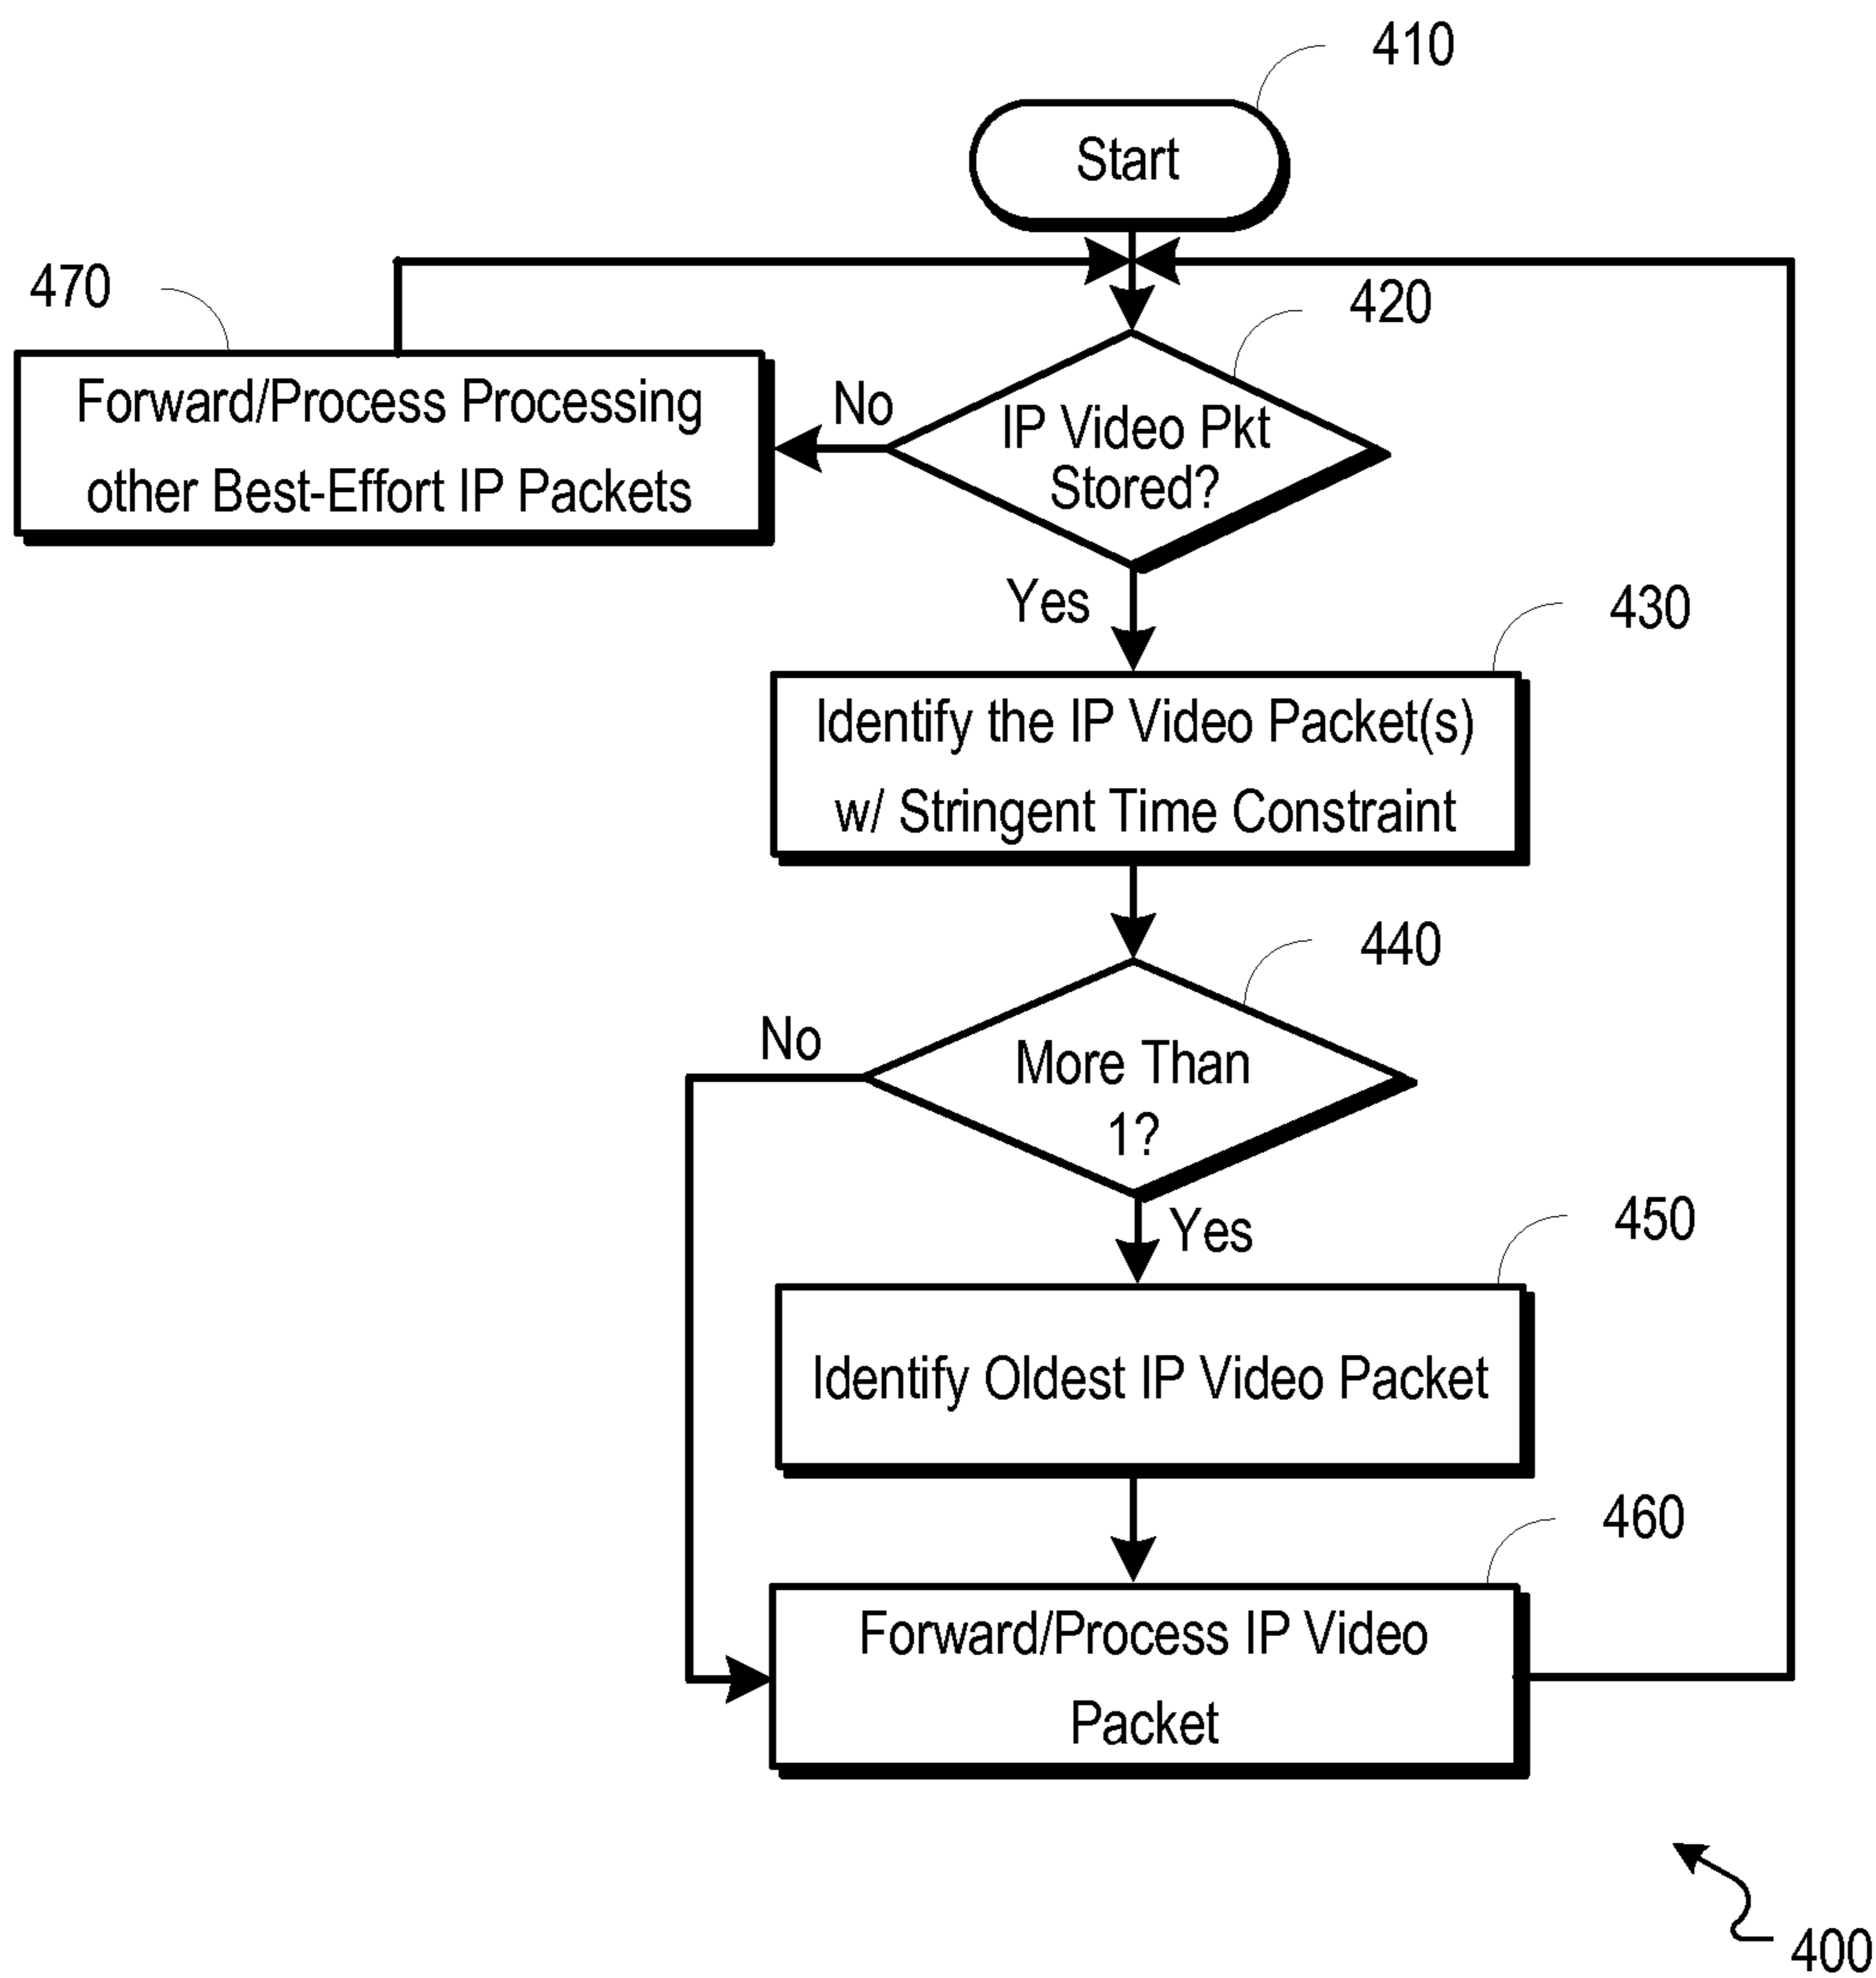 410
Start
470
420
Forward/Process Processing
other Best-Effort IP Packets
No
IP Video Pkt
Stored?
Yes
430
Identify the IP Video Packet(s)
w/ Stringent Time Constraint
440
No
More Than
1?
Yes
450
Identify Oldest IP Video Packet
460
Forward/Process IP Video
Packet
400